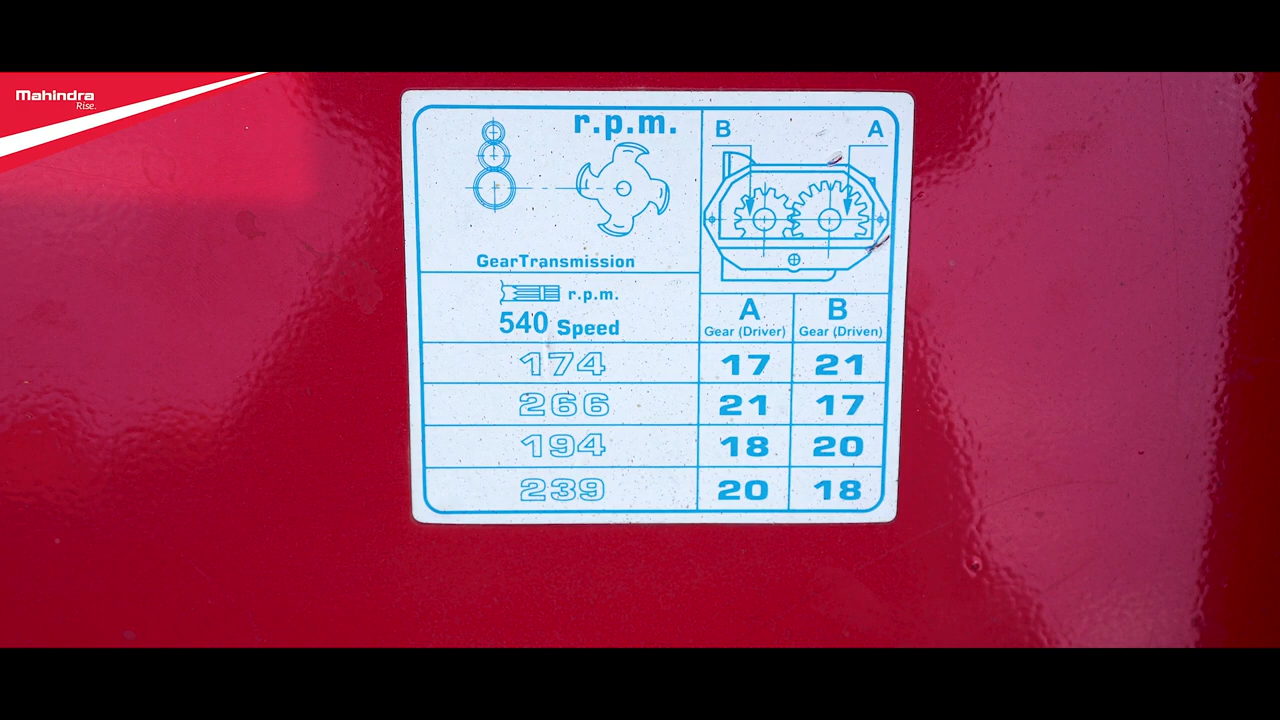 Mahindra
Rise.
r.p.m.
B A
GearTransmission
r.p.m.
540 Speed
A B
Gear (Driver) Gear (Driven)
174 17 21
266 21 17
194 18 20
239 20 18